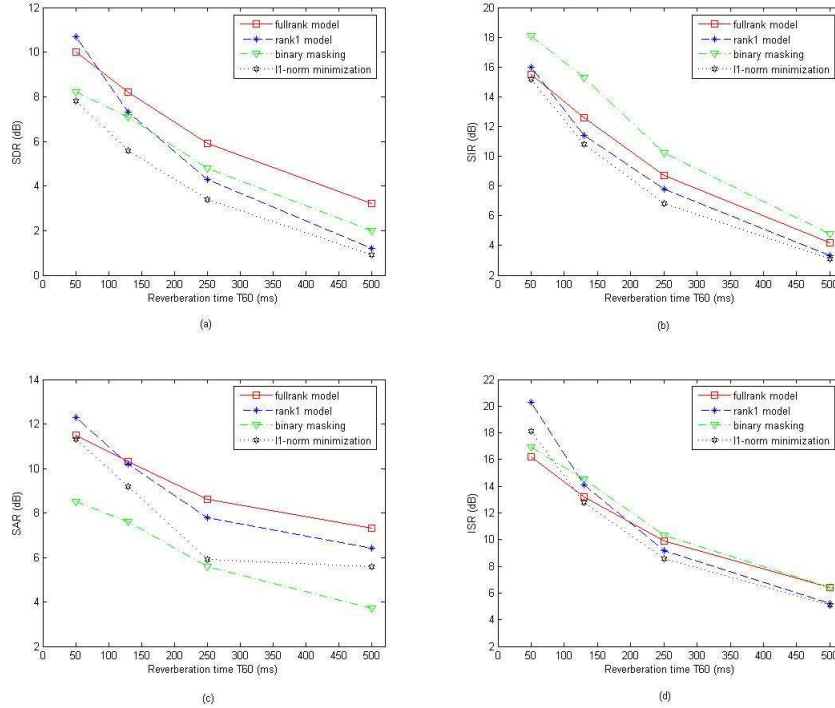 12
10
8
6
4
2
0
SDR (dB)
0 50 100 150 200 250 300 350 400 450 500
Reverberation time T60 (ms)
fullrank model
rank1 model
binary masking
l1-norm minimization
(a)
20
18
16
14
12
10
8
6
4
2
SIR (dB)
0 50 100 150 200 250 300 350 400 450 500
Reverberation time T60 (ms)
fullrank model
rank1 model
binary masking
l1-norm minimization
(b)
14
12
10
8
6
4
2
SAR (dB)
0 50 100 150 200 250 300 350 400 450 500
Reverberation time T60 (ms)
fullrank model
rank1 model
binary masking
l1-norm minimization
(c)
22
20
18
16
14
12
10
8
6
4
2
ISR (dB)
0 50 100 150 200 250 300 350 400 450 500
Reverberation time T60 (ms)
fullrank model
rank1 model
binary masking
l1-norm minimization
(d)